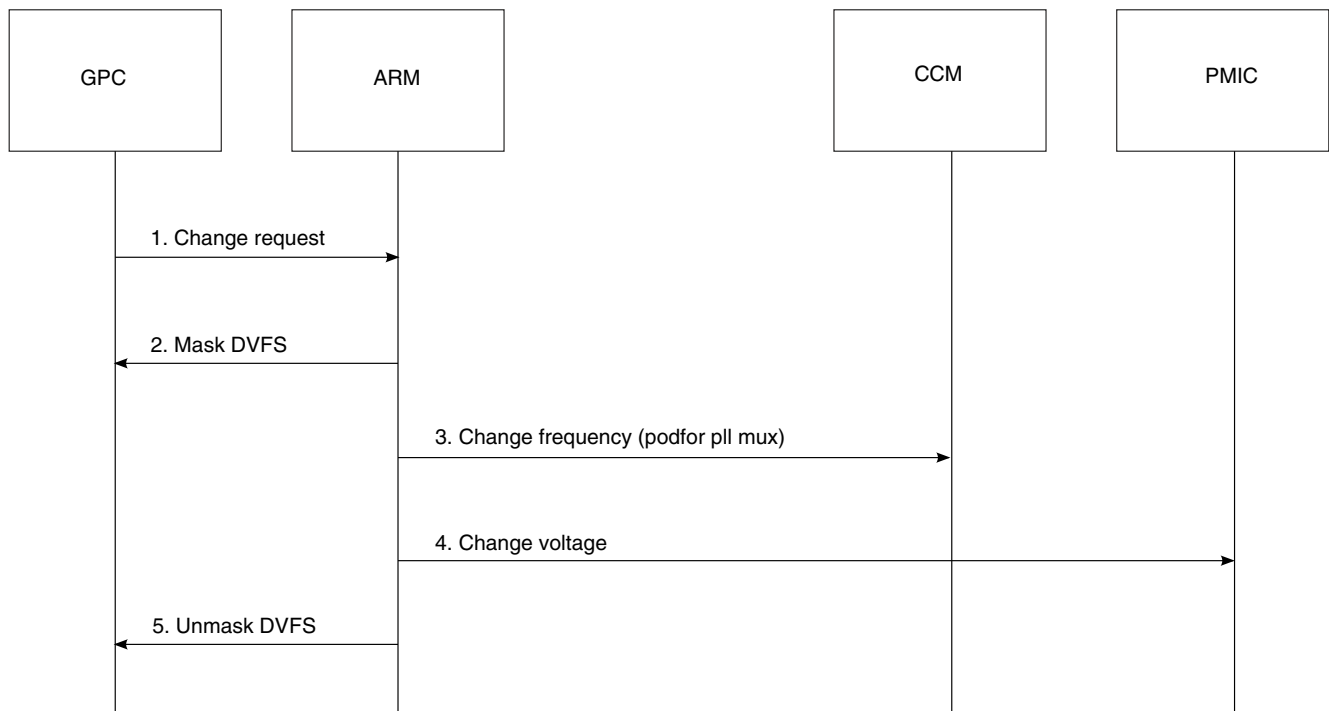 GPC
ARM
CCM
PMIC
1. Change request
2. Mask DVFS
3. Change frequency (podfor pll mux)
4. Change voltage
5. Unmask DVFS